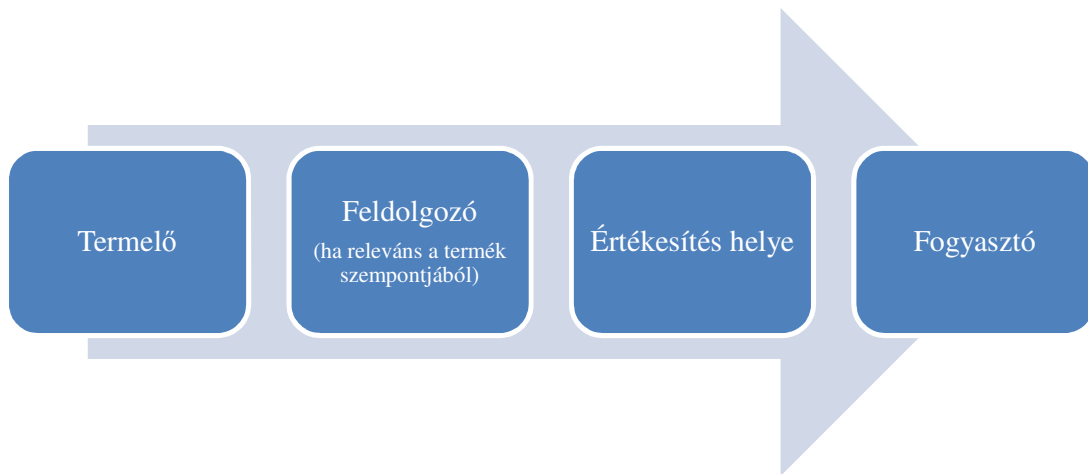 Termelő
Feldolgozó
(ha releváns a termék
szempontjából)
Értékesítés helye
Fogyasztó